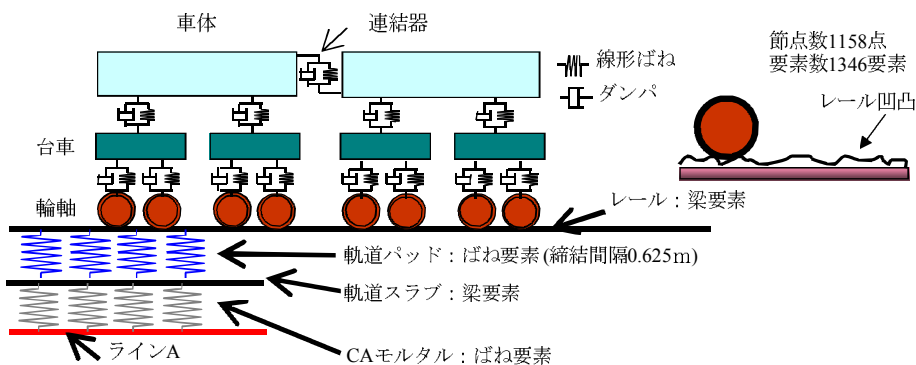 車体
連結器
線形ばね
ダンパ
節点数1158点
要素数1346要素
レール凹凸
台車
輪軸
レール：梁要素
軌道パッド：ばね要素 (締結間隔0.625m)
軌道スラブ：梁要素
ラインA
CAモルタル：ばね要素